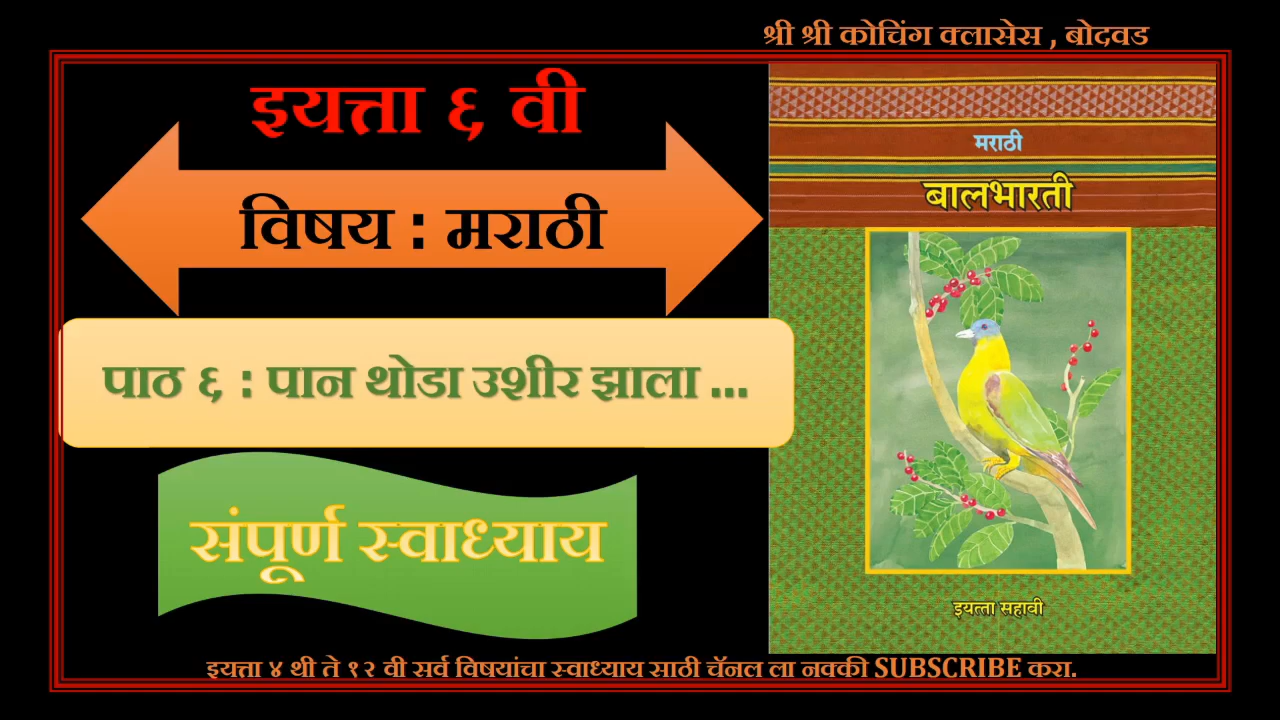 श्री श्री कोचिंग क्लासेस , बोदवड
इयत्ता ६ वी
विषय : मराठी
पाठ ६ : पान थोडा उशीर झाला ...
संपूर्ण स्वाध्याय
मराठी
बालभारती
इयत्ता सहावी
इयत्ता ४ थी ते १२ वी सर्व विषयांचा स्वाध्याय साठी चॅनल ला नक्की SUBSCRIBE करा.